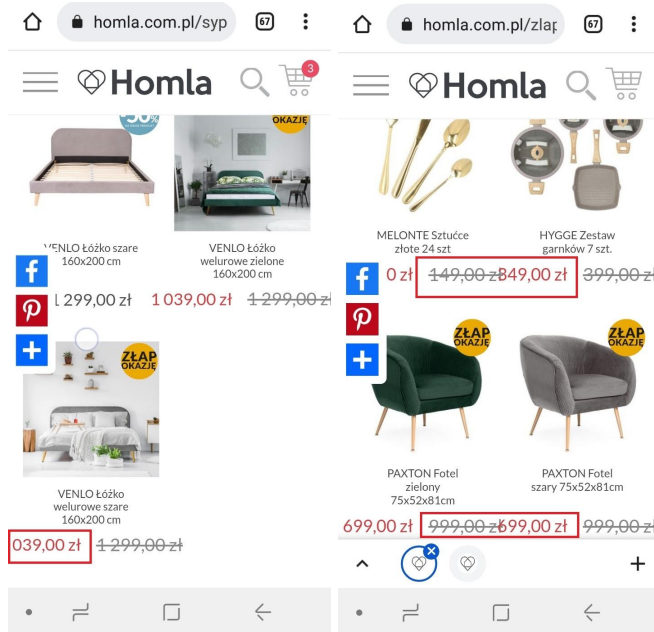 homla.com.pl/syp
67
Homla
3
-50%
OKAZJĘ
VENLO Łóżko szare
160x200 cm
VENLO Łóżko
welurowe zielone
160x200 cm
1 299,00 zł
1 039,00 zł
1 299,00 zł
ZŁAP
OKAZJĘ
VENLO Łóżko
welurowe szare
160x200 cm
039,00 zł
1 299,00 zł
homla.com.pl/złap
67
Homla
MELONTE Sztućce
złote 24 szt
HYGGE Zestaw
garnków 7 szt.
0 zł
149,00 zł
349,00 zł
399,00 zł
ZŁAP
OKAZJĘ
ZŁAP
OKAZJĘ
PAXTON Fotel
zielony
75x52x81cm
PAXTON Fotel
szary 75x52x81cm
699,00 zł
999,00 zł
699,00 zł
999,00 zł